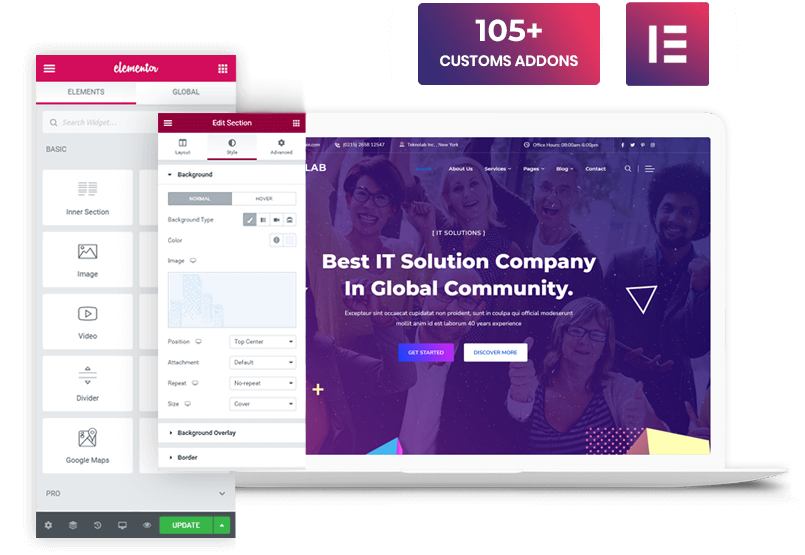 105+
CUSTOMS ADDONS
elementor
ELEMENTS GLOBAL
Search Widget...
BASIC
Inner Section
Image
Video
Divider
Google Maps
PRO
UPDATE
Edit Section
Layout Style Advanced
Background
NORMAL HOVER
Background Type
Color
Image
Position Top Center
Attachment Default
Repeat No-repeat
Size Cover
Background Overlay
Border
(0215) 2658 12547 Teknolab Inc., New York Office Hours: 08:00am-6:00pm
LAB About Us Services Pages Blog Contact
[ IT SOLUTIONS ]
Best IT Solution Company
In Global Community.
Excepteur sint occaecat cupidatat non proident, sunt in culpa qui official modeserunt
mollit anim id est laborum 40 years experience
GET STARTED DISCOVER MORE